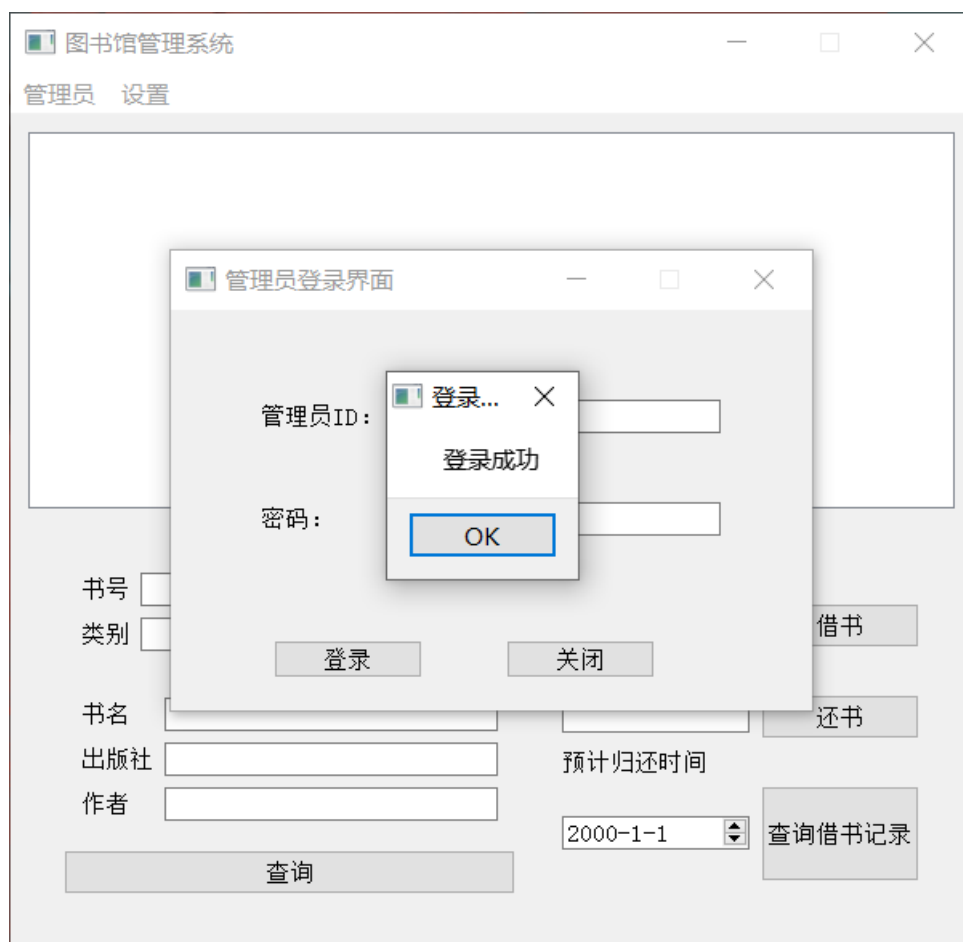 图书馆管理系统
管理员 设置
管理员登录界面
登录...
管理员ID：
登录成功
密码：
OK
书号
类别
借书
登录 关闭
书名
还书
出版社
预计归还时间
作者
2000-1-1
查询借书记录
查询